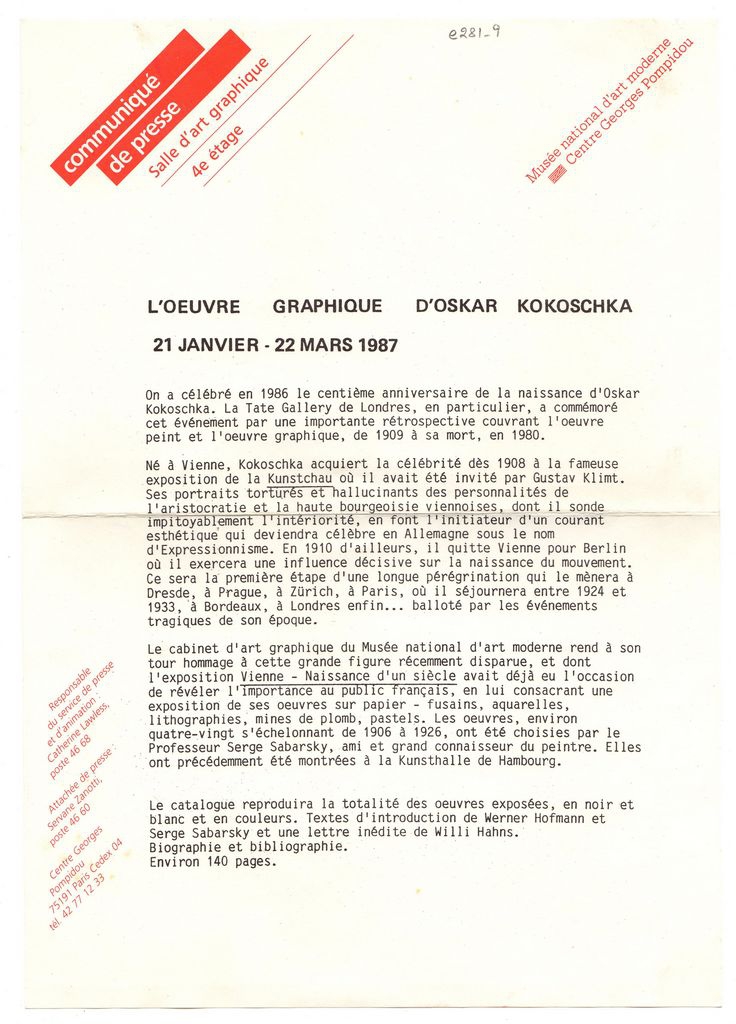 e281_9
communiqué
de presse
Salle d'art graphique
4e étage
Musée national d'art moderne
Centre Georges Pompidou
L'OEUVRE GRAPHIQUE D'OSKAR KOKOSCHKA
21 JANVIER - 22 MARS 1987
On a célébré en 1986 le centième anniversaire de la naissance d'Oskar
Kokoschka. La Tate Gallery de Londres, en particulier, a commémoré
cet événement par une importante rétrospective couvrant l'oeuvre
peint et l'oeuvre graphique, de 1909 à sa mort, en 1980.
Né à Vienne, Kokoschka acquiert la célébrité dès 1908 à la fameuse
exposition de la Kunstchau où il avait été invité par Gustav Klimt.
Ses portraits torturés et hallucinants des personnalités de
l'aristocratie et la haute bourgeoisie viennoises, dont il sonde
impitoyablement l'intériorité, en font l'initiateur d'un courant
esthétique qui deviendra célèbre en Allemagne sous le nom
d'Expressionnisme. En 1910 d'ailleurs, il quitte Vienne pour Berlin
où il exercera une influence décisive sur la naissance du mouvement.
Ce sera la première étape d'une longue pérégrination qui le mènera à
Dresde, à Prague, à Zürich, à Paris, où il séjournera entre 1924 et
1933, à Bordeaux, à Londres enfin... balloté par les événements
tragiques de son époque.
Le cabinet d'art graphique du Musée national d'art moderne rend à son
tour hommage à cette grande figure récemment disparue, et dont
l'exposition Vienne - Naissance d'un siècle avait déjà eu l'occasion
de révéler l'importance au public français, en lui consacrant une
exposition de ses oeuvres sur papier - fusains, aquarelles,
lithographies, mines de plomb, pastels. Les oeuvres, environ
quatre-vingt s'échelonnant de 1906 à 1926, ont été choisies par le
Professeur Serge Sabarsky, ami et grand connaisseur du peintre. Elles
ont précédemment été montrées à la Kunsthalle de Hambourg.
Le catalogue reproduira la totalité des oeuvres exposées, en noir et
blanc et en couleurs. Textes d'introduction de Werner Hofmann et
Serge Sabarsky et une lettre inédite de Willi Hahns.
Biographie et bibliographie.
Environ 140 pages.
Responsable
du service de presse
et d'animation :
Catherine Lawless,
poste 46 68
Attachée de presse :
Servane Zanotti,
poste 46 60
Centre Georges
Pompidou
75191 Paris Cedex 04
tél. 42 77 12 33